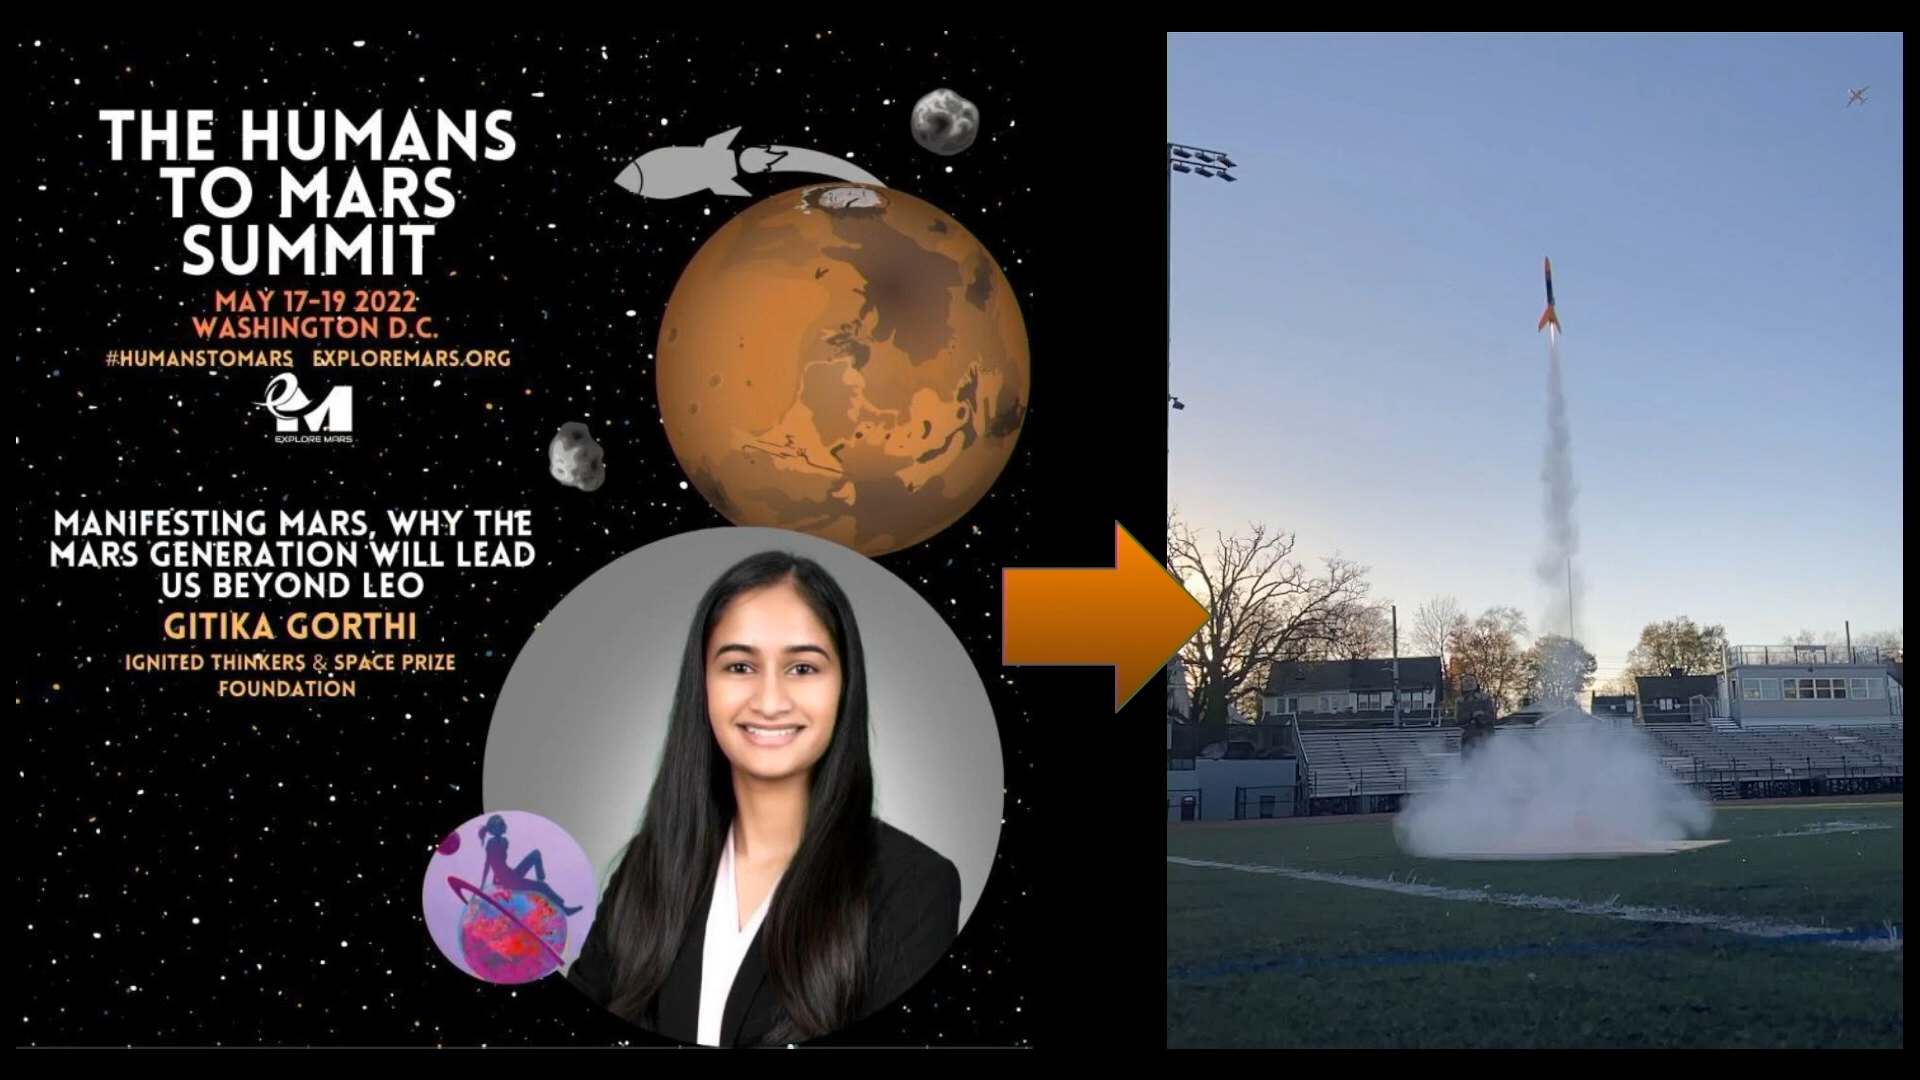 THE HUMANS
TO MARS
SUMMIT
MAY 17-19 2022
WASHINGTON D.C.
#HUMANSTOMARS EXPLOREMARS.ORG
eM
EXPLORE MARS
MANIFESTING MARS, WHY THE
MARS GENERATION WILL LEAD
US BEYOND LEO
GITIKA GORTHI
IGNITED THINKERS & SPACE PRIZE
FOUNDATION